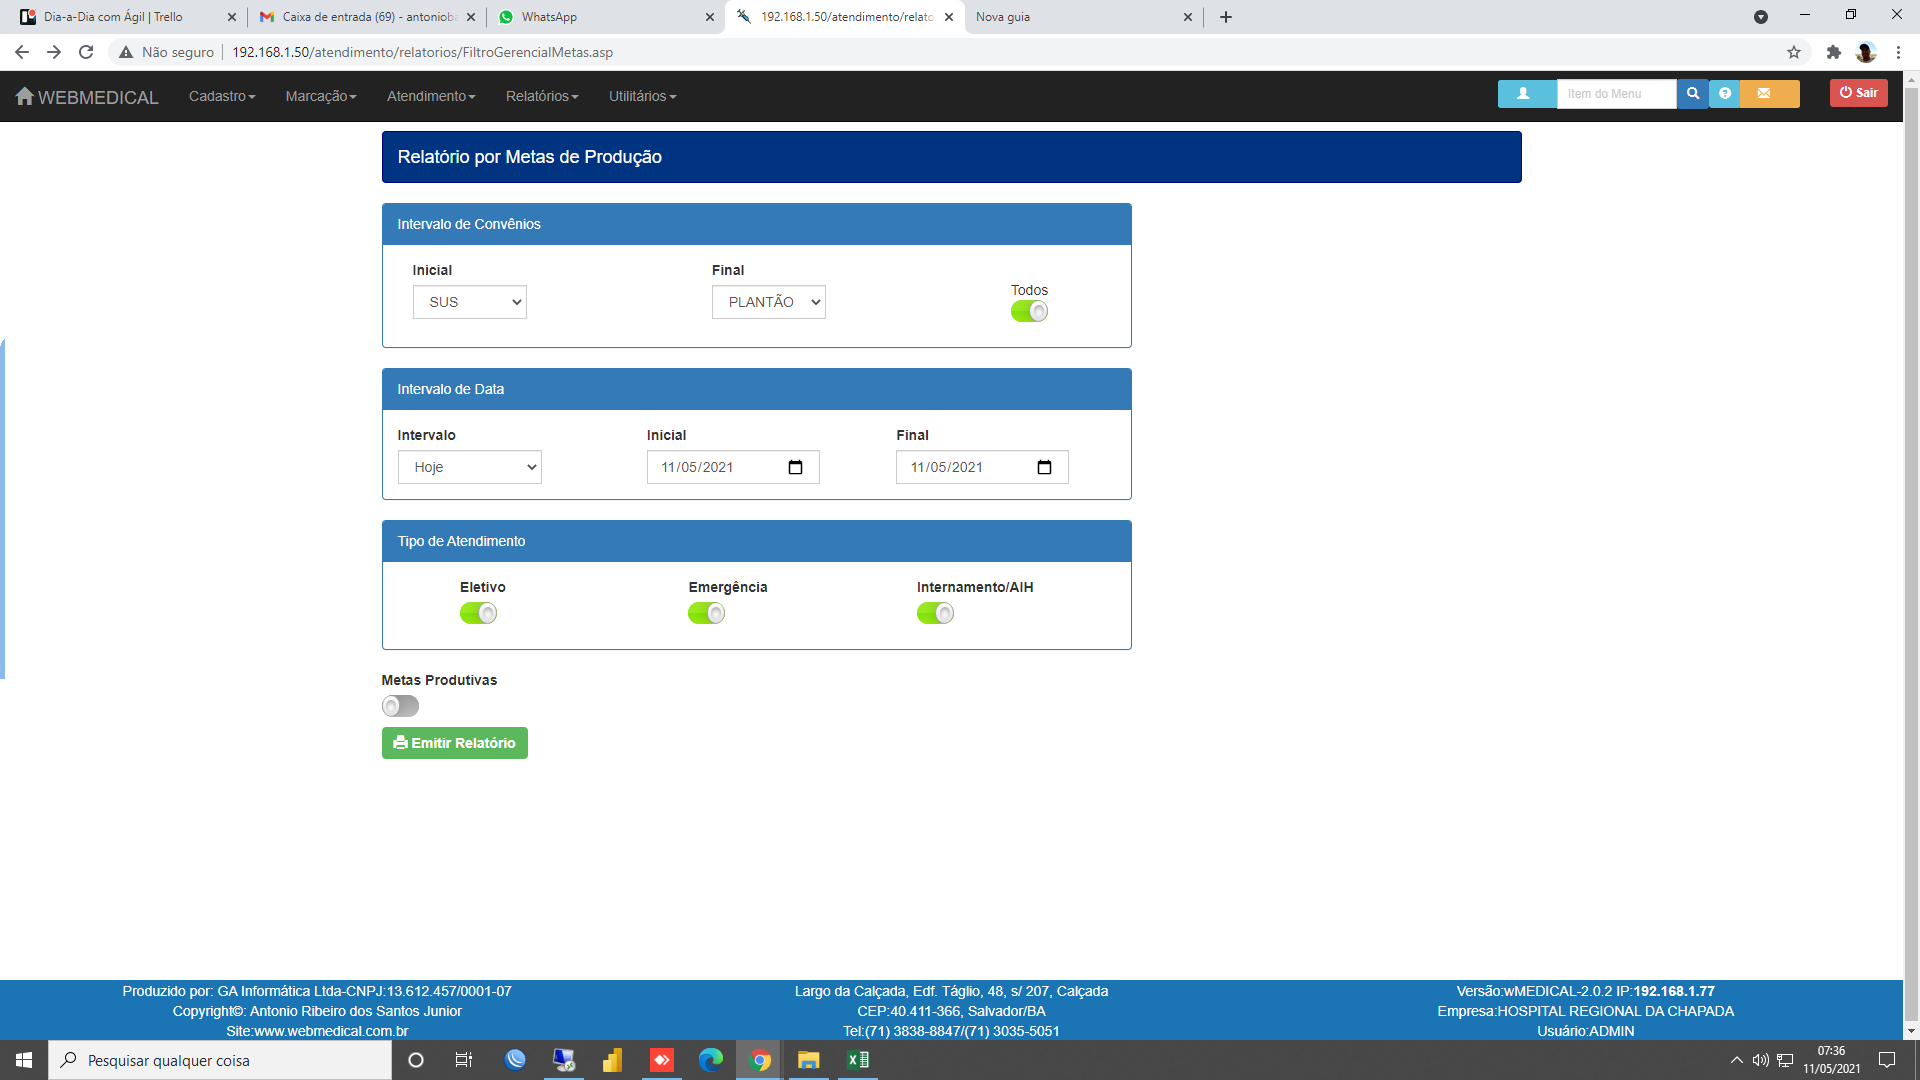 Dia-a-Dia com Ágil | Trello
Caixa de entrada (69) - antonioba
WhatsApp
192.168.1.50/atendimento/relato
Nova guia
Não seguro
192.168.1.50/atendimento/relatorios/FiltroGerencialMetas.asp
WEBMEDICAL
Cadastro
Marcação
Atendimento
Relatórios
Utilitários
Item do Menu
Sair
Relatório por Metas de Produção
Intervalo de Convênios
Inicial
Final
SUS
PLANTÃO
Todos
Intervalo de Data
Intervalo
Inicial
Final
Hoje
11/05/2021
11/05/2021
Tipo de Atendimento
Eletivo
Emergência
Internamento/AIH
Metas Produtivas
Emitir Relatório
Produzido por: GA Informática Ltda-CNPJ:13.612.457/0001-07
Copyright©: Antonio Ribeiro dos Santos Junior
Site:www.webmedical.com.br
Largo da Calçada, Edf. Táglio, 48, s/ 207, Calçada
CEP:40.411-366, Salvador/BA
Tel:(71) 3838-8847/(71) 3035-5051
Versão:wMEDICAL-2.0.2 IP:192.168.1.77
Empresa:HOSPITAL REGIONAL DA CHAPADA
Usuário:ADMIN
Pesquisar qualquer coisa
07:36
11/05/2021